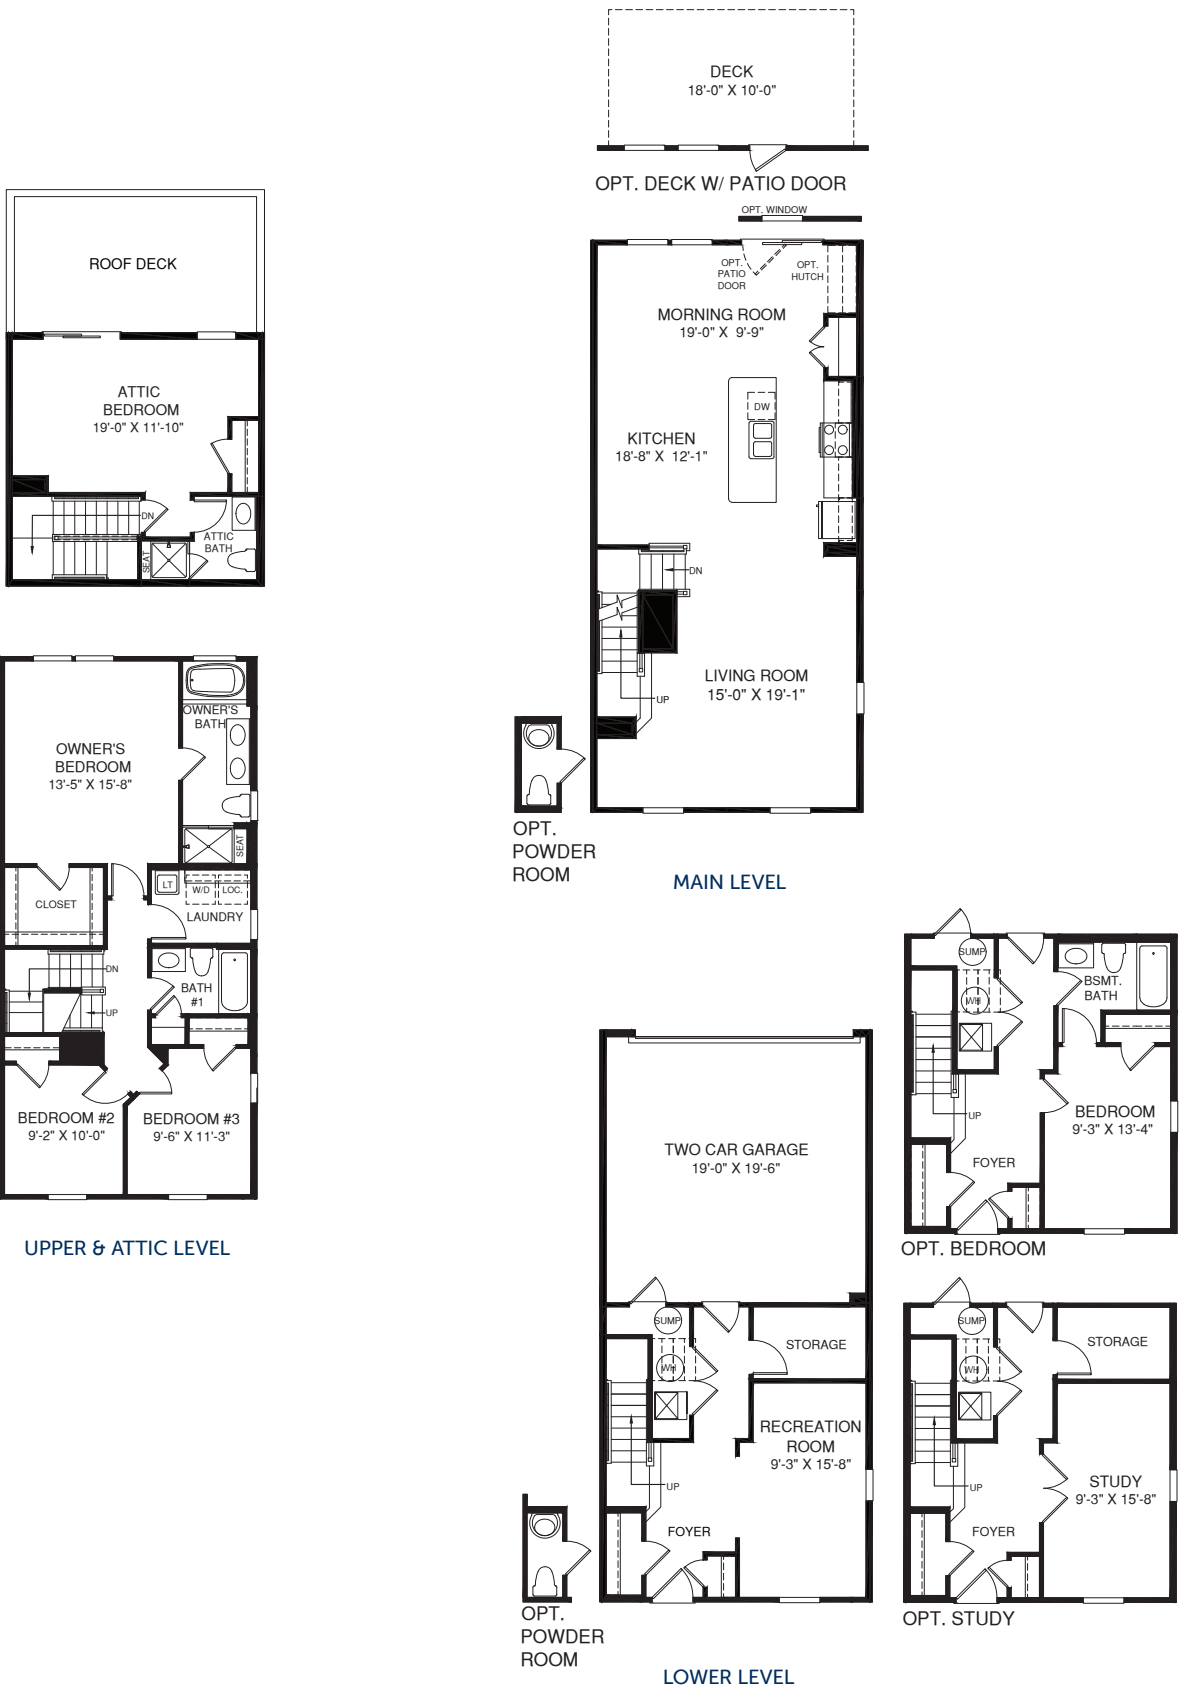 DECK
18'-0" X 10'-0"
OPT. DECK W/ PATIO DOOR
OPT. WINDOW
OPT.
PATIO
DOOR
OPT.
HUTCH
MORNING ROOM
19'-0" X 9'-9"
DW
KITCHEN
18'-8" X 12'-1"
DN
LIVING ROOM
15'-0" X 19'-1"
UP
OPT.
POWDER
ROOM
MAIN LEVEL
ROOF DECK
ATTIC
BEDROOM
19'-0" X 11'-10"
DN
ATTIC
BATH
SEAT
OWNER'S
BATH
OWNER'S
BEDROOM
13'-5" X 15'-8"
SEAT
CLOSET
LT
W/D
LOC.
LAUNDRY
DN
BATH
#1
UP
BEDROOM #2
9'-2" X 10'-0"
BEDROOM #3
9'-6" X 11'-3"
UPPER & ATTIC LEVEL
TWO CAR GARAGE
19'-0" X 19'-6"
SUMP
WH
STORAGE
RECREATION
ROOM
9'-3" X 15'-8"
UP
FOYER
OPT.
POWDER
ROOM
LOWER LEVEL
SUMP
WH
BSMT.
BATH
UP
BEDROOM
9'-3" X 13'-4"
FOYER
OPT. BEDROOM
SUMP
WH
STORAGE
UP
STUDY
9'-3" X 15'-8"
FOYER
OPT. STUDY